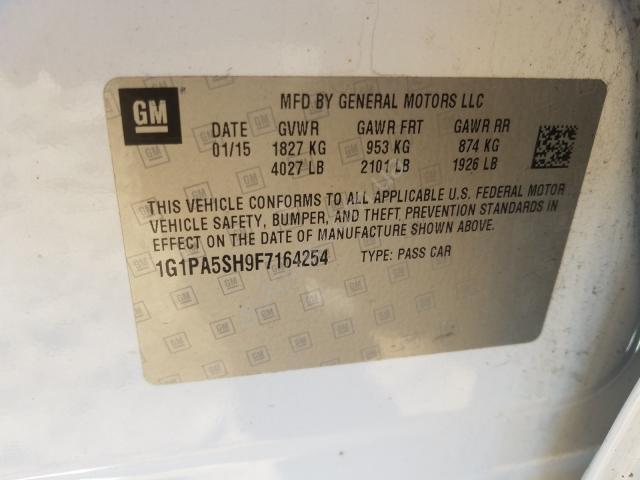 GM
MFD BY GENERAL MOTORS LLC
DATE GVWR GAWR FRT GAWR RR
01/15 1827 KG 953 KG 874 KG
4027 LB 2101 LB 1926 LB
THIS VEHICLE CONFORMS TO ALL APPLICABLE U.S. FEDERAL MOTOR
VEHICLE SAFETY, BUMPER, AND THEFT PREVENTION STANDARDS IN
EFFECT ON THE DATE OF MANUFACTURE SHOWN ABOVE.
1G1PA5SH9F7164254 TYPE: PASS CAR